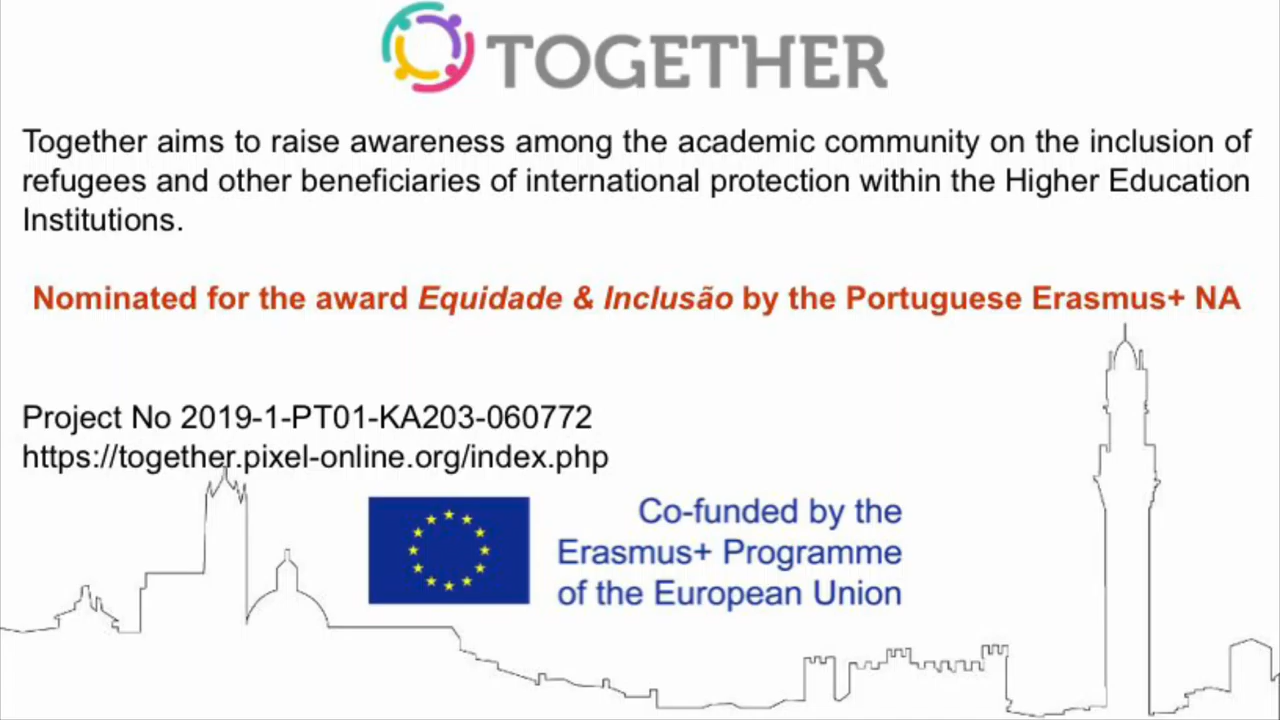 TOGETHER
Together aims to raise awareness among the academic community on the inclusion of
refugees and other beneficiaries of international protection within the Higher Education
Institutions.
Nominated for the award Equidade & Inclusão by the Portuguese Erasmus+ NA
Project No 2019-1-PT01-KA203-060772
https://together.pixel-online.org/index.php
Co-funded by the
Erasmus+ Programme
of the European Union